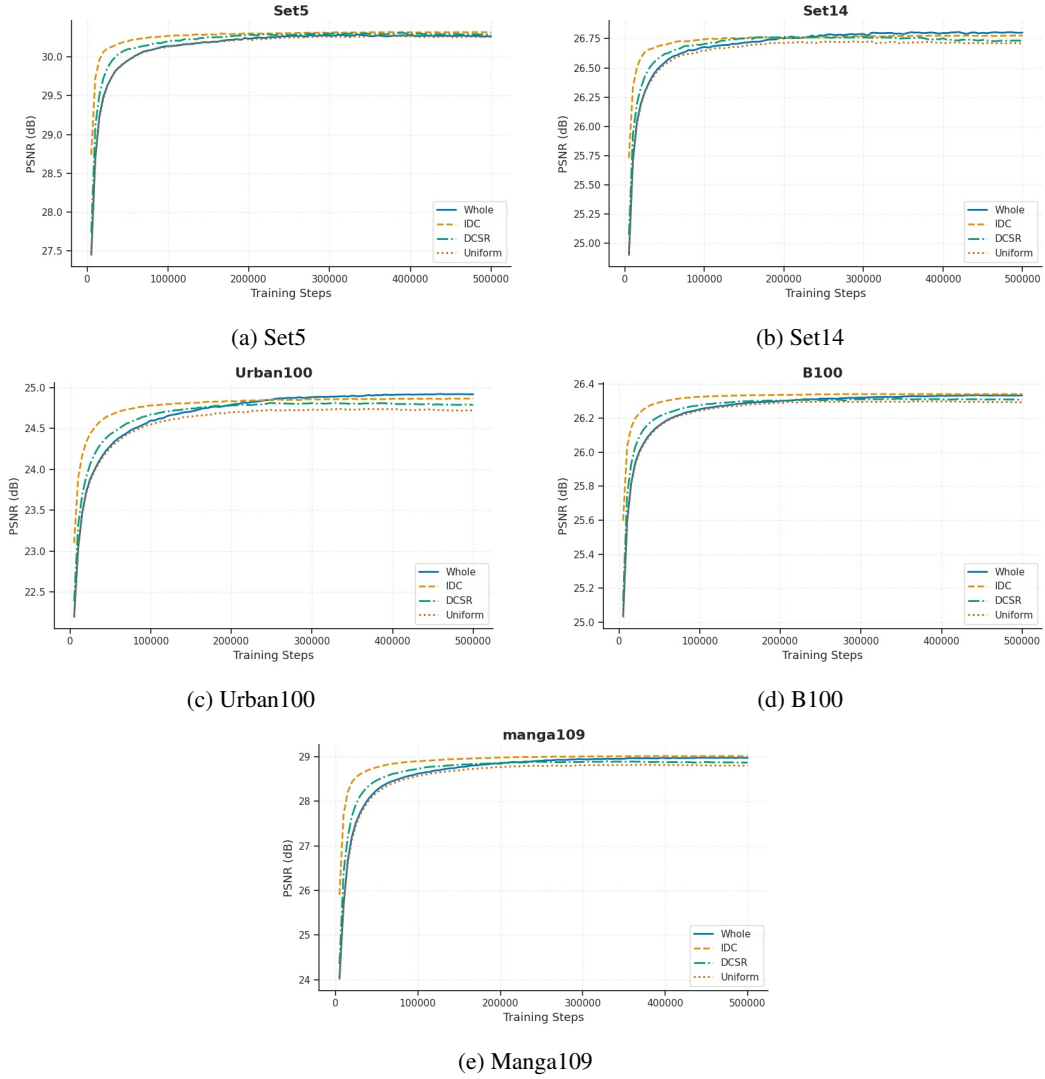 Set5
PSNR (dB)
30.0
29.5
29.0
28.5
28.0
27.5
0 100000 200000 300000 400000 500000
Training Steps
Whole
IDC
DCSR
Uniform
(a) Set5
Set14
PSNR (dB)
26.75
26.50
26.25
26.00
25.75
25.50
25.25
25.00
0 100000 200000 300000 400000 500000
Training Steps
Whole
IDC
DCSR
Uniform
(b) Set14
Urban100
PSNR (dB)
25.0
24.5
24.0
23.5
23.0
22.5
0 100000 200000 300000 400000 500000
Training Steps
Whole
IDC
DCSR
Uniform
(c) Urban100
B100
PSNR (dB)
26.4
26.2
26.0
25.8
25.6
25.4
25.2
25.0
0 100000 200000 300000 400000 500000
Training Steps
Whole
IDC
DCSR
Uniform
(d) B100
manga109
PSNR (dB)
29
28
27
26
25
24
0 100000 200000 300000 400000 500000
Training Steps
Whole
IDC
DCSR
Uniform
(e) Manga109